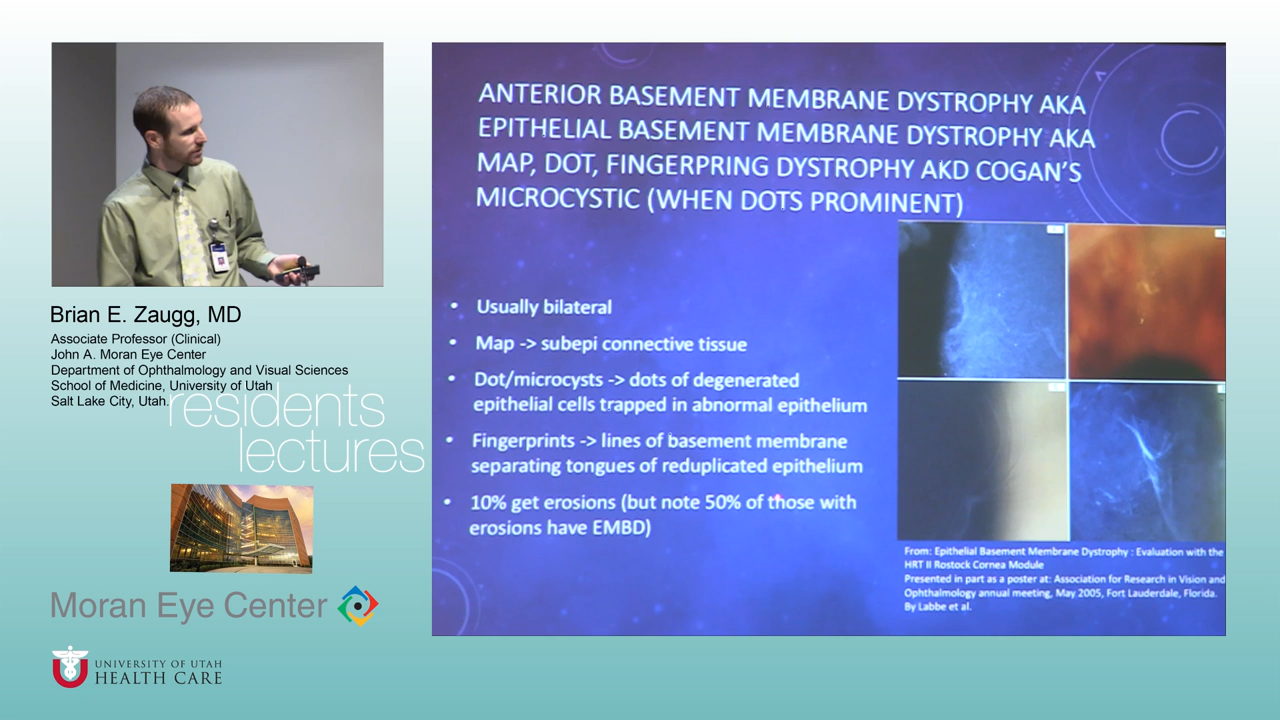 Brian E. Zaugg, MD
Associate Professor (Clinical)
John A. Moran Eye Center
Department of Ophthalmology and Visual Sciences
School of Medicine, University of Utah
Salt Lake City, Utah.
residents
lectures
Moran Eye Center
UNIVERSITY OF UTAH
HEALTH CARE
ANTERIOR BASEMENT MEMBRANE DYSTROPHY AKA
EPITHELIAL BASEMENT MEMBRANE DYSTROPHY AKA
MAP, DOT, FINGERPRING DYSTROPHY AKD COGAN'S
MICROCYSTIC (WHEN DOTS PROMINENT)
• Usually bilateral
• Map -> subepi connective tissue
• Dot/microcysts -> dots of degenerated
epithelial cells trapped in abnormal epithelium
• Fingerprints -> lines of basement membrane
separating tongues of reduplicated epithelium
• 10% get erosions (but note 50% of those with
erosions have EMBD)
From: Epithelial Basement Membrane Dystrophy : Evaluation with the
HRT II Rostock Cornea Module
Presented in part as a poster at: Association for Research in Vision and
Ophthalmology annual meeting, May 2005, Fort Lauderdale, Florida.
By Labbe et al.